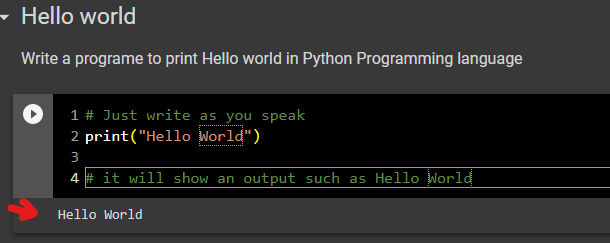 Hello world
Write a programe to print Hello world in Python Programming language
1 # Just write as you speak
2 print("Hello World")
3
4 # it will show an output such as Hello World
Hello World